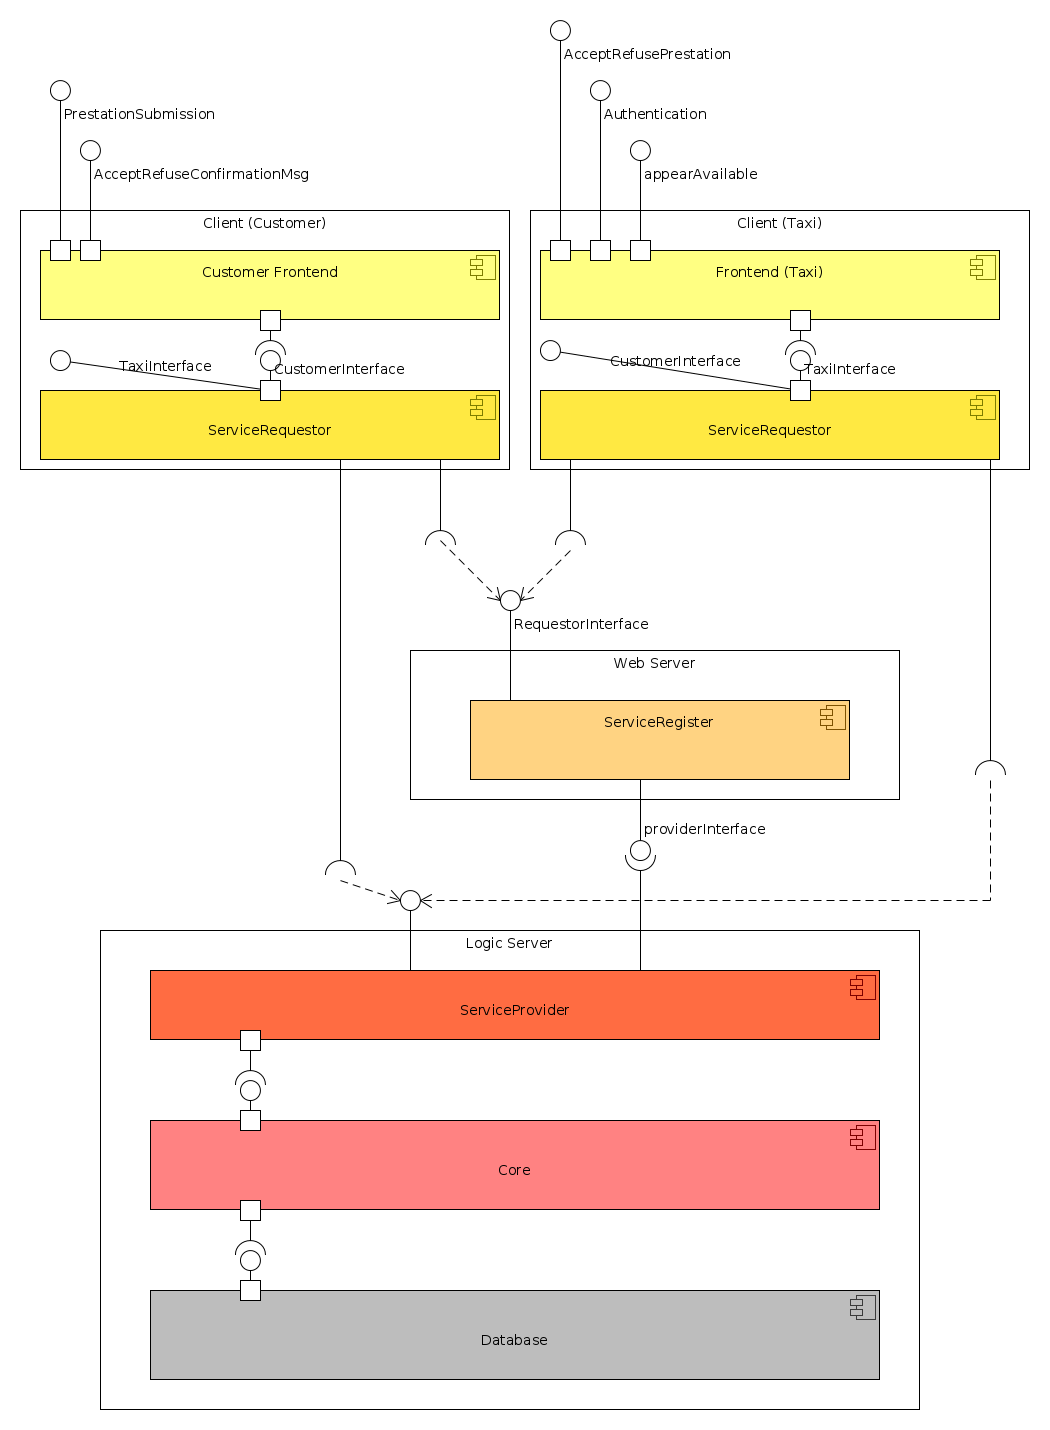 AcceptRefusePrestation
PrestationSubmission
Authentication
AcceptRefuseConfirmationMsg
appearAvailable
Client (Customer)
Client (Taxi)
Customer Frontend
Frontend (Taxi)
TaxiInterface
CustomerInterface
CustomerInterface
TaxiInterface
ServiceRequestor
ServiceRequestor
RequestorInterface
Web Server
ServiceRegister
providerInterface
Logic Server
ServiceProvider
Core
Database